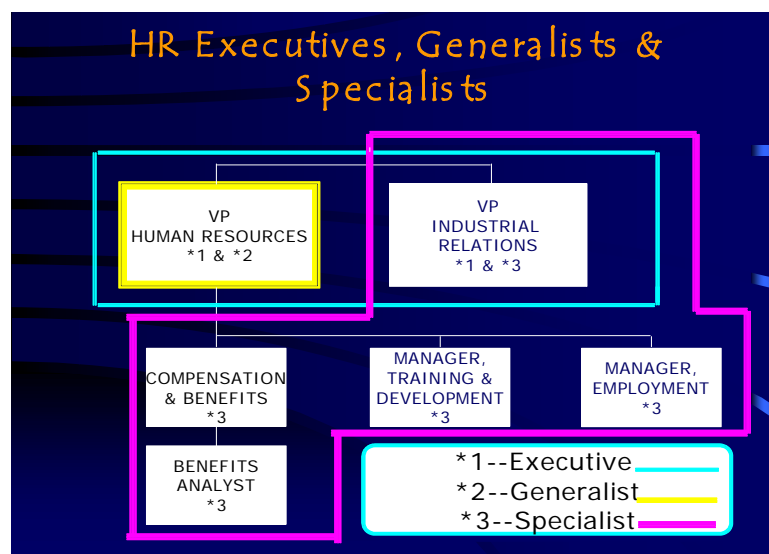 HR Executives, Generalists &
Specialists
VP
HUMAN RESOURCES
*1 & *2
VP
INDUSTRIAL
RELATIONS
*1 & *3
COMPENSATION
& BENEFITS
*3
MANAGER,
TRAINING &
DEVELOPMENT
*3
MANAGER,
EMPLOYMENT
*3
BENEFITS
ANALYST
*3
*1--Executive
*2--Generalist
*3--Specialist